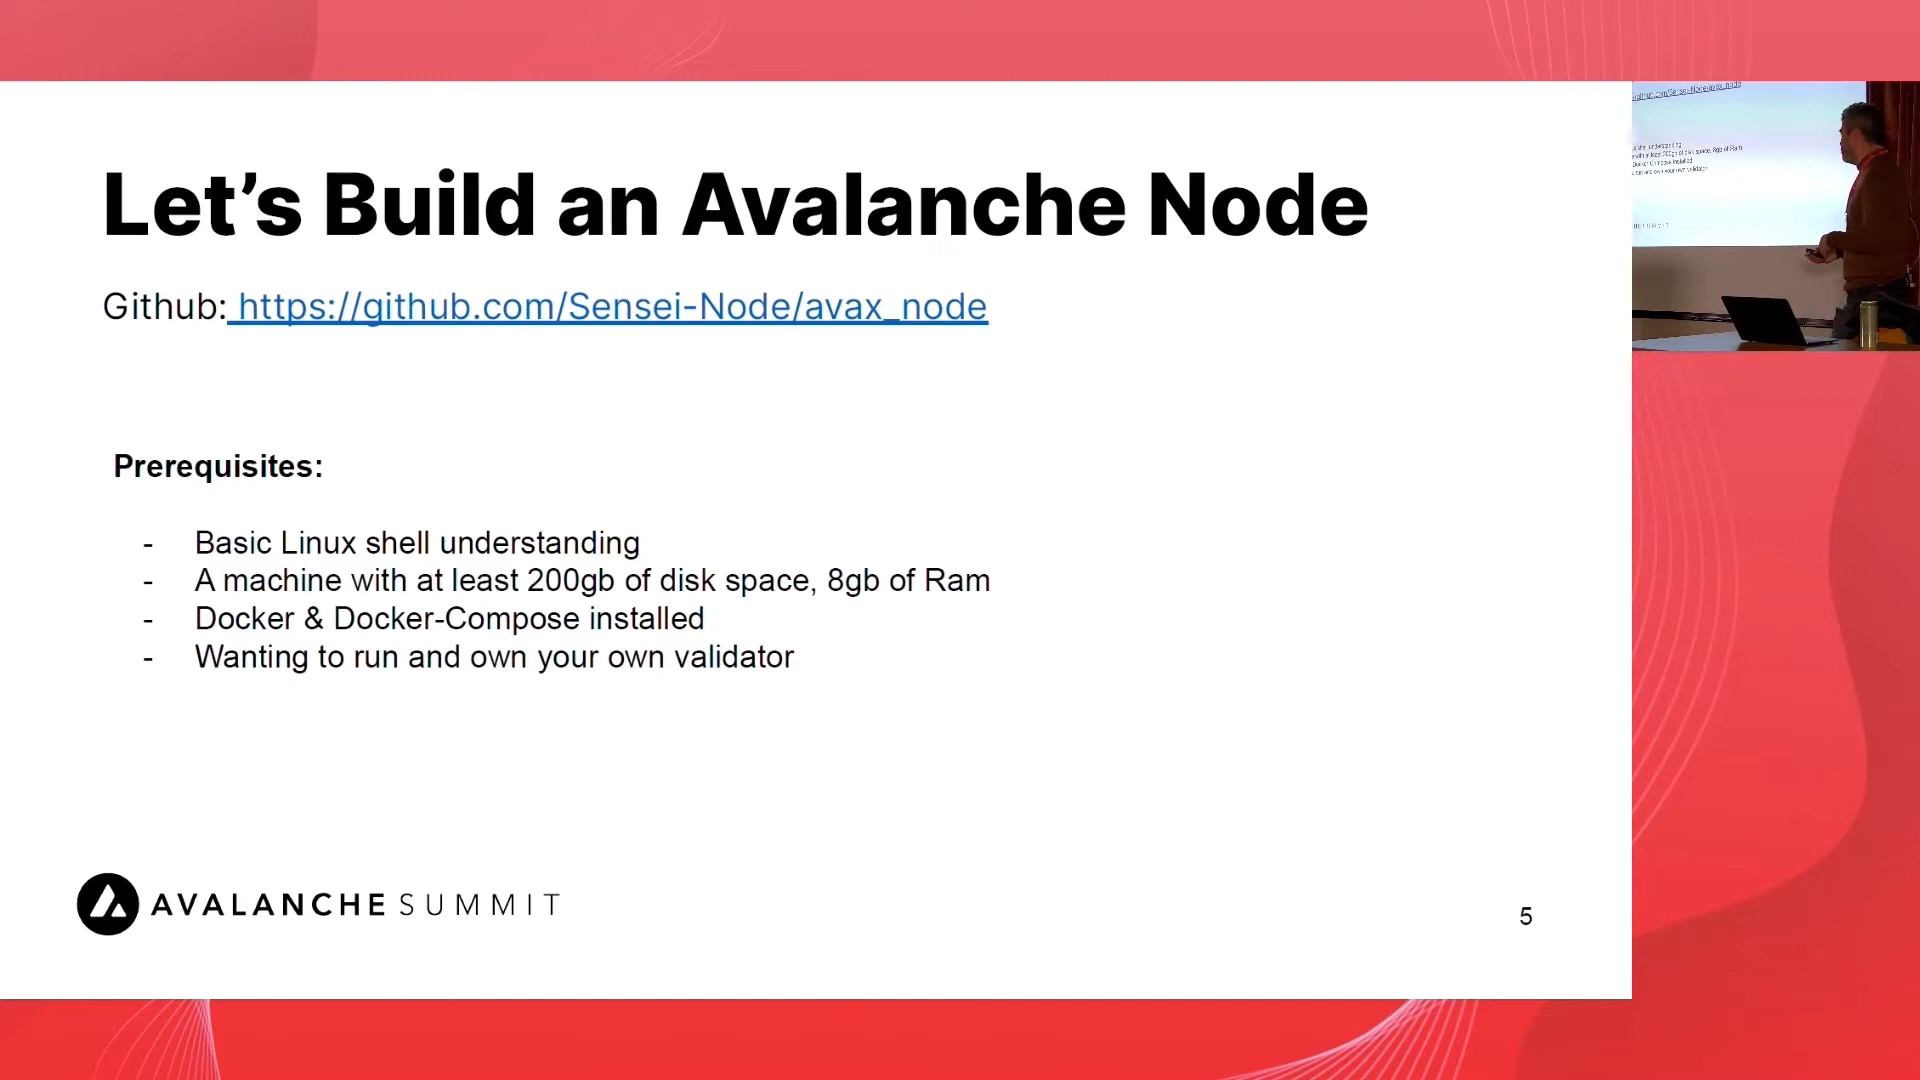 Let’s Build an Avalanche Node
Github: https://github.com/Sensei-Node/avax_node
Prerequisites:
- Basic Linux shell understanding
- A machine with at least 200gb of disk space, 8gb of Ram
- Docker & Docker-Compose installed
- Wanting to run and own your own validator
AVALANCHE SUMMIT
5